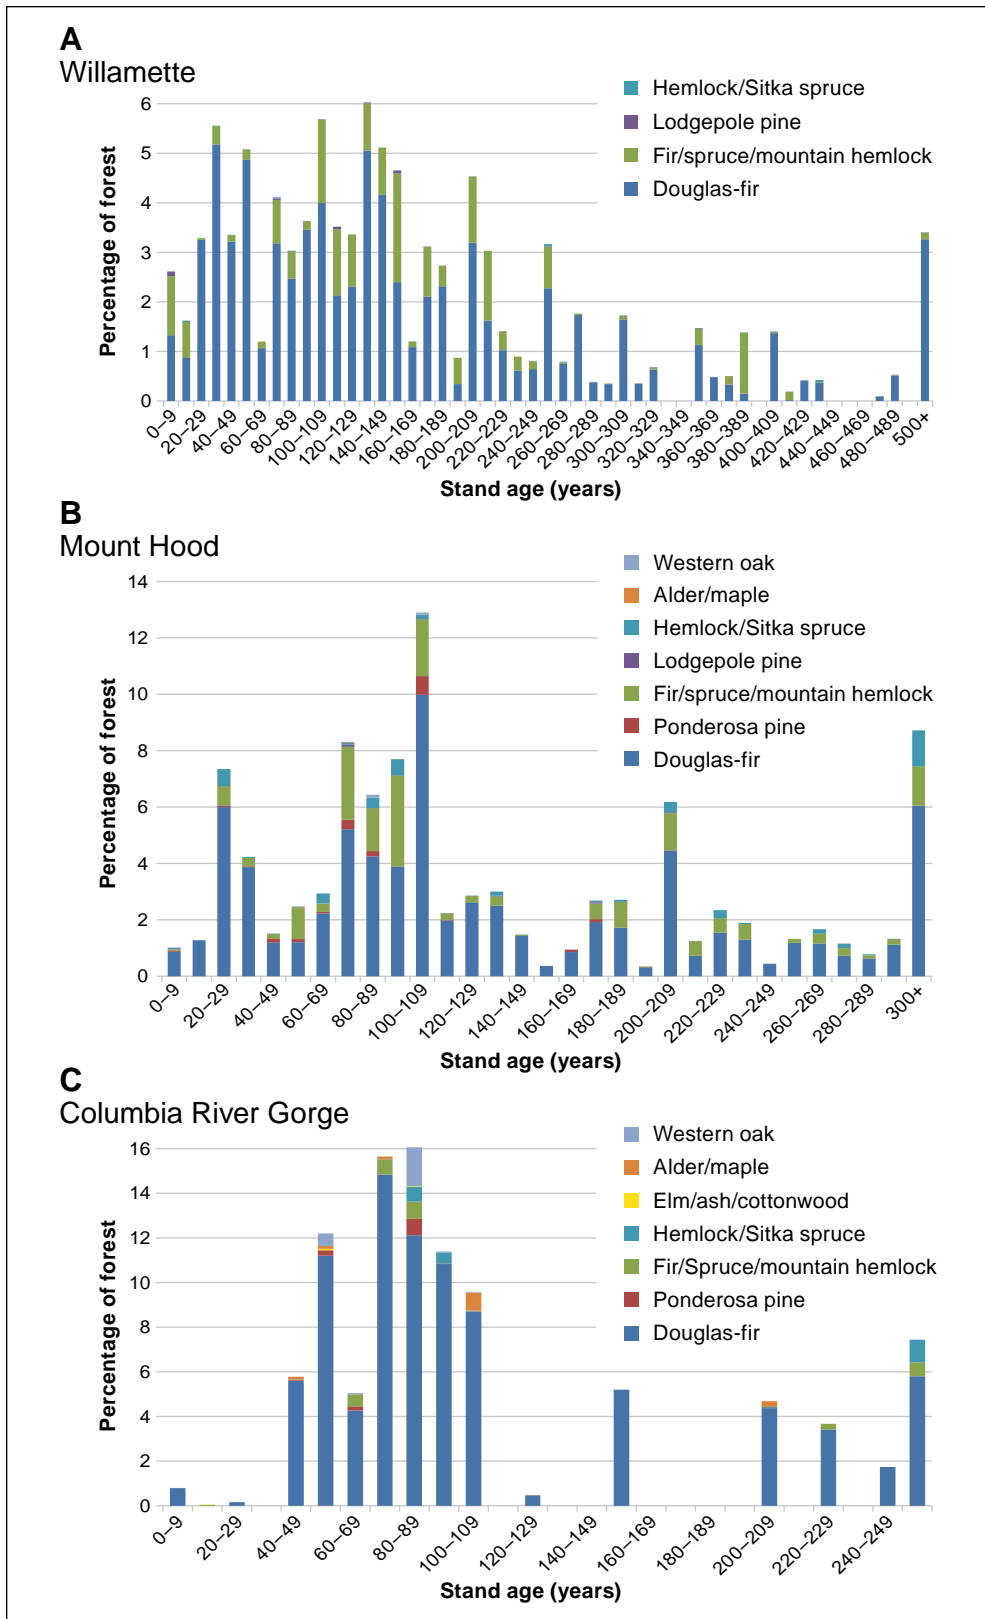 A
Willamette
Hemlock/Sitka spruce
Lodgepole pine
Fir/spruce/mountain hemlock
Douglas-fir
Percentage of forest
6
5
4
3
2
1
0
0–9
20–29
40–49
60–69
80–89
100–109
120–129
140–149
160–169
180–189
200–209
220–229
240–249
260–269
280–289
300–309
320–329
340–349
360–369
380–389
400–409
420–429
440–449
460–469
480–489
500+
Stand age (years)
B
Mount Hood
Western oak
Alder/maple
Hemlock/Sitka spruce
Lodgepole pine
Fir/spruce/mountain hemlock
Ponderosa pine
Douglas-fir
Percentage of forest
14
12
10
8
6
4
2
0
0–9
20–29
40–49
60–69
80–89
100–109
120–129
140–149
160–169
180–189
200–209
220–229
240–249
260–269
280–289
300+
Stand age (years)
C
Columbia River Gorge
Western oak
Alder/maple
Elm/ash/cottonwood
Hemlock/Sitka spruce
Fir/Spruce/mountain hemlock
Ponderosa pine
Douglas-fir
Percentage of forest
16
14
12
10
8
6
4
2
0
0–9
20–29
40–49
60–69
80–89
100–109
120–129
140–149
160–169
180–189
200–209
220–229
240–249
Stand age (years)